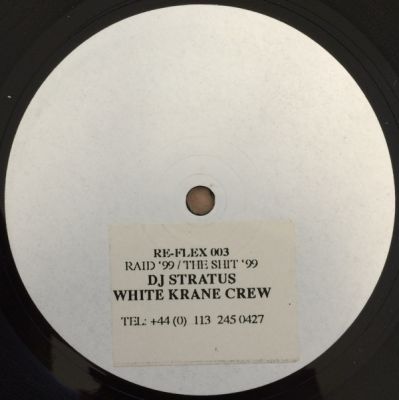 RE-FLEX 003
RAID '99 / THE SHIT '99
DJ STRATUS
WHITE KRANE CREW
TEL: +44 (0) 113 245 0427